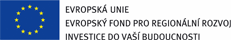 EVROPSKÁ UNIE
EVROPSKÝ FOND PRO REGIONÁLNÍ ROZVOJ
INVESTICE DO VAŠÍ BUDOUCNOSTI